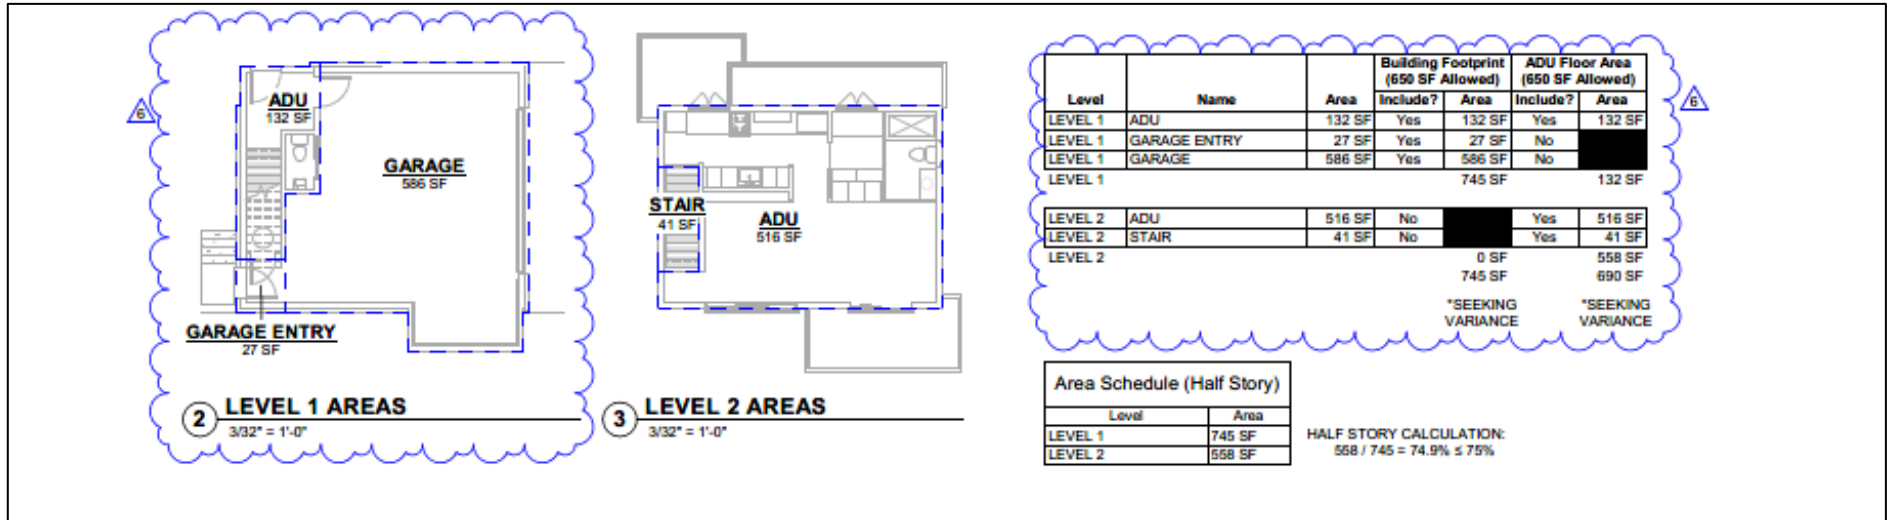 6
ADU
132 SF
GARAGE
586 SF
GARAGE ENTRY
27 SF
2 LEVEL 1 AREAS
3/32" = 1'-0"
STAIR
41 SF
ADU
516 SF
3 LEVEL 2 AREAS
3/32" = 1'-0"
Building Footprint (650 SF Allowed) ADU Floor Area (650 SF Allowed)
Level Name Area Include? Area Include? Area
LEVEL 1 ADU 132 SF Yes 132 SF Yes 132 SF
LEVEL 1 GARAGE ENTRY 27 SF Yes 27 SF No
LEVEL 1 GARAGE 586 SF Yes 586 SF No
LEVEL 1 745 SF 132 SF
LEVEL 2 ADU 516 SF No Yes 516 SF
LEVEL 2 STAIR 41 SF No Yes 41 SF
LEVEL 2 0 SF 558 SF
745 SF 690 SF
*SEEKING VARIANCE *SEEKING VARIANCE
6
Area Schedule (Half Story)
Level Area
LEVEL 1 745 SF
LEVEL 2 558 SF
HALF STORY CALCULATION:
558 / 745 = 74.9% ≤ 75%